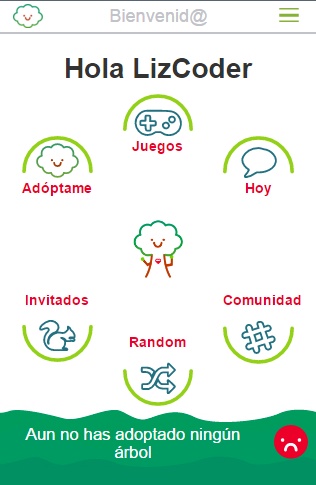 Bienvenid@
Hola LizCoder
Juegos
Adóptame
Hoy
Invitados
Comunidad
Random
Aun no has adoptado ningún
árbol